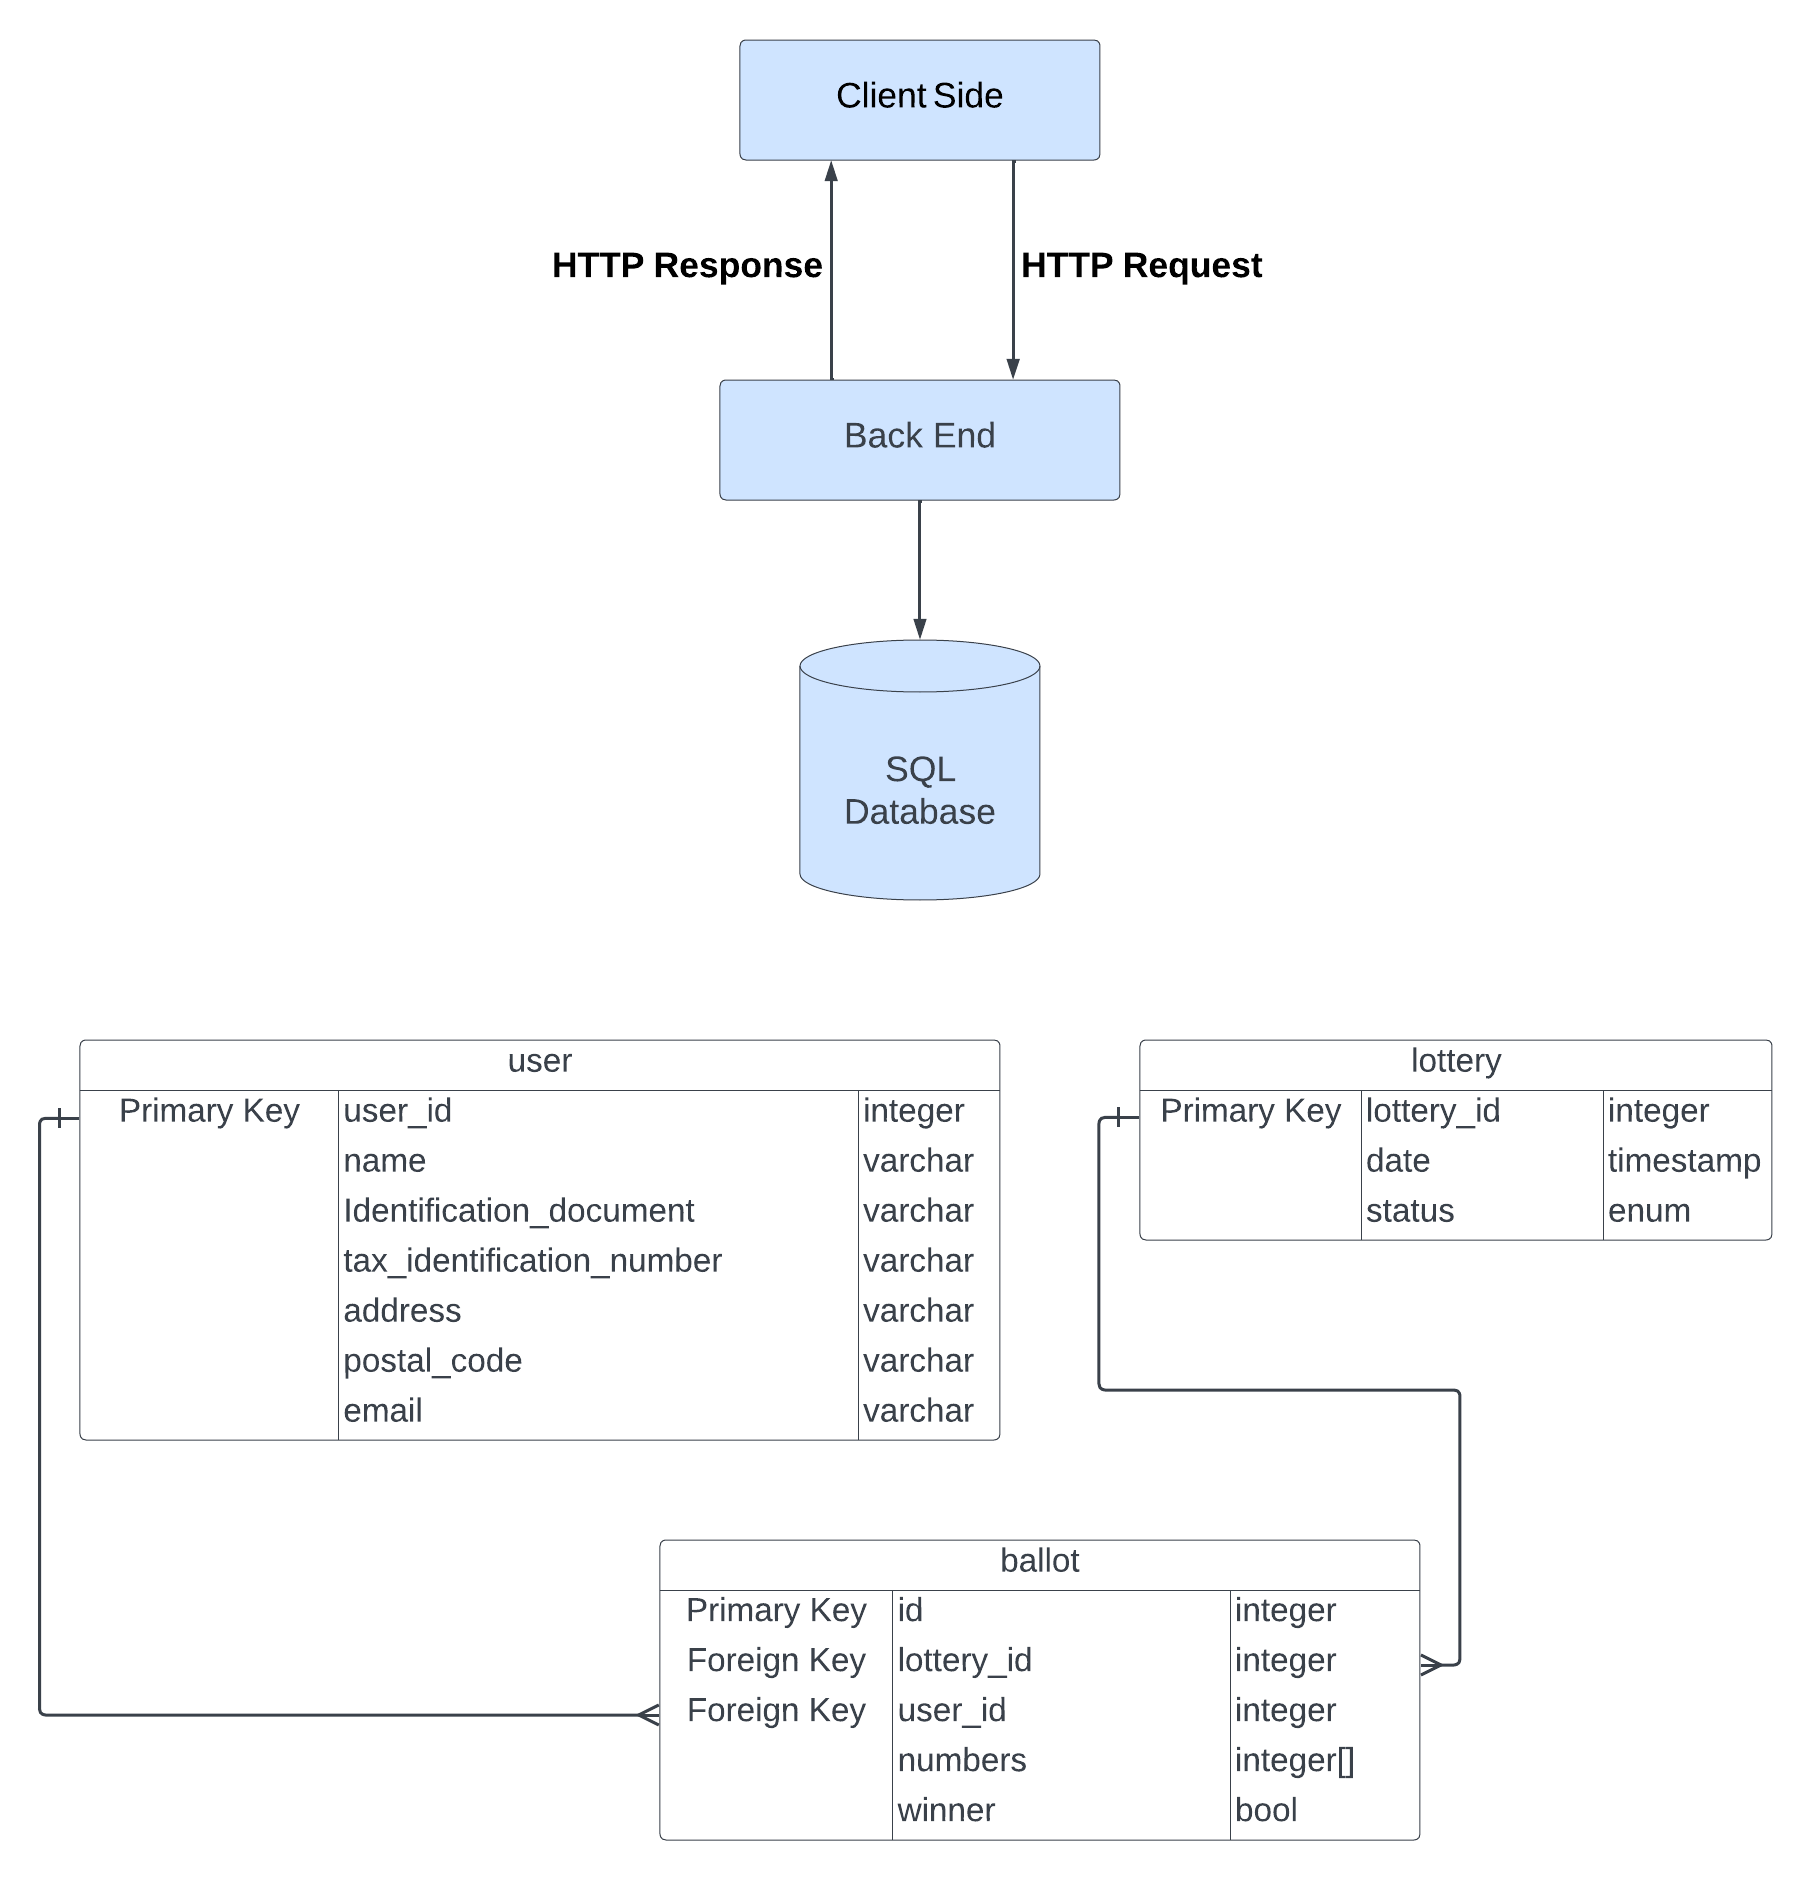 Client Side
HTTP Response
HTTP Request
Back End
SQL
Database
user
Primary Key user_id integer
name varchar
Identification_document varchar
tax_identification_number varchar
address varchar
postal_code varchar
email varchar
lottery
Primary Key lottery_id integer
date timestamp
status enum
ballot
Primary Key id integer
Foreign Key lottery_id integer
Foreign Key user_id integer
numbers integer[]
winner bool